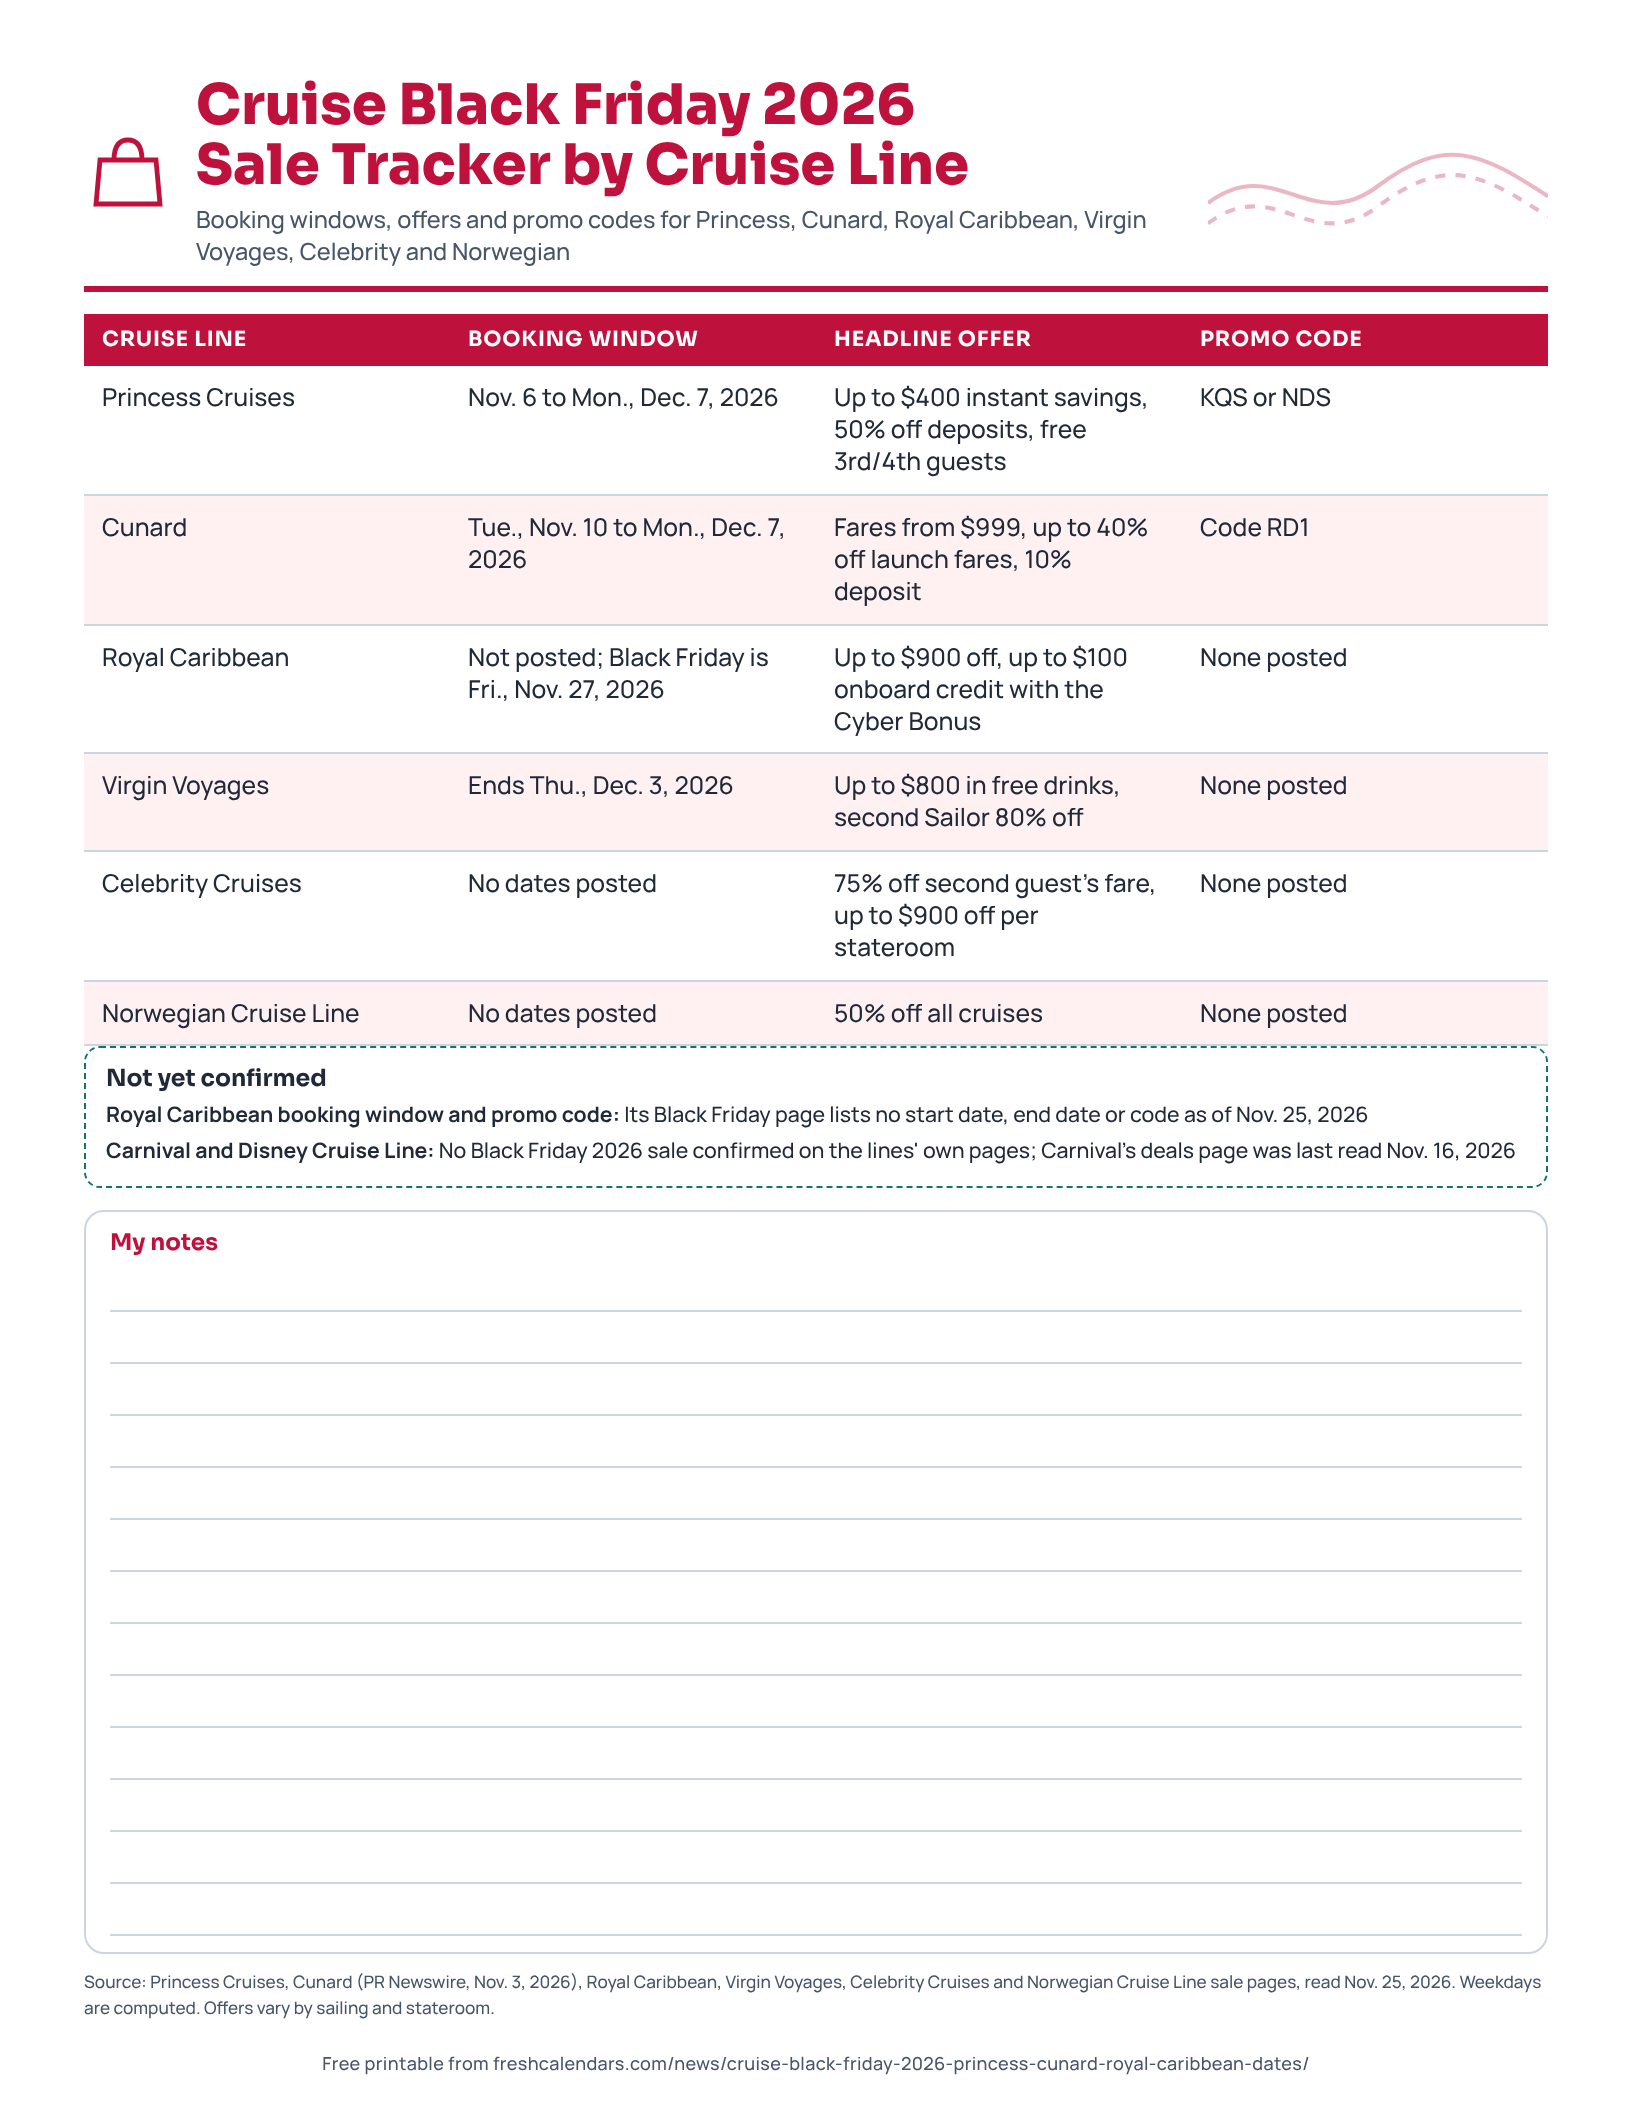 Cruise Black Friday 2026
Sale Tracker by Cruise Line
Booking windows, offers and promo codes for Princess, Cunard, Royal Caribbean, Virgin
Voyages, Celebrity and Norwegian
CRUISE LINE BOOKING WINDOW HEADLINE OFFER PROMO CODE
Princess Cruises Nov. 6 to Mon., Dec. 7, 2026 Up to $400 instant savings, KQS or NDS
50% off deposits, free
3rd/4th guests
Cunard Tue., Nov. 10 to Mon., Dec. 7, Fares from $999, up to 40% Code RD1
2026 off launch fares, 10%
deposit
Royal Caribbean Not posted; Black Friday is Up to $900 off, up to $100 None posted
Fri., Nov. 27, 2026 onboard credit with the
Cyber Bonus
Virgin Voyages Ends Thu., Dec. 3, 2026 Up to $800 in free drinks, None posted
second Sailor 80% off
Celebrity Cruises No dates posted 75% off second guest’s fare, None posted
up to $900 off per
stateroom
Norwegian Cruise Line No dates posted 50% off all cruises None posted
Not yet confirmed
Royal Caribbean booking window and promo code: Its Black Friday page lists no start date, end date or code as of Nov. 25, 2026
Carnival and Disney Cruise Line: No Black Friday 2026 sale confirmed on the lines' own pages; Carnival’s deals page was last read Nov. 16, 2026
My notes
Source: Princess Cruises, Cunard (PR Newswire, Nov. 3, 2026), Royal Caribbean, Virgin Voyages, Celebrity Cruises and Norwegian Cruise Line sale pages, read Nov. 25, 2026. Weekdays
are computed. Offers vary by sailing and stateroom.
Free printable from freshcalendars.com/news/cruise-black-friday-2026-princess-cunard-royal-caribbean-dates/